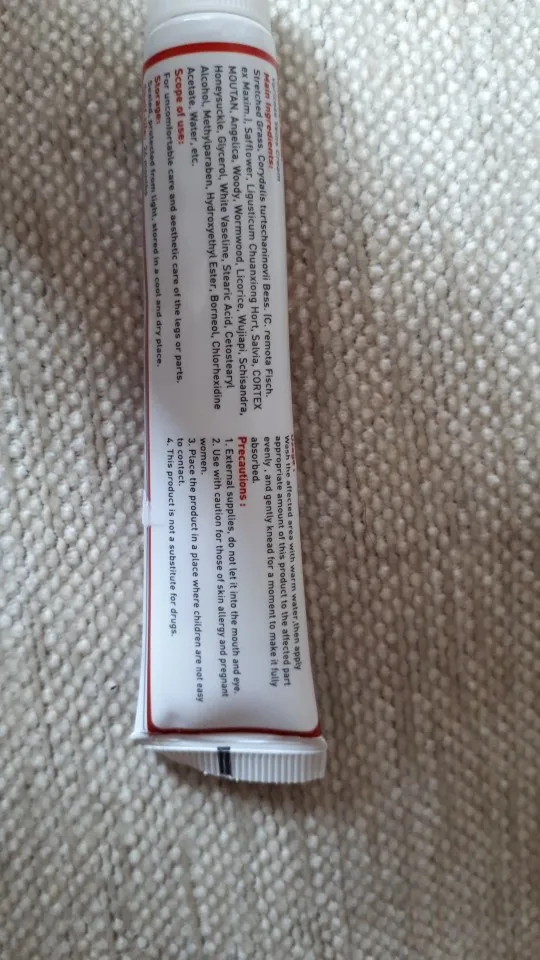 Main Ingredients:
Stretched Grass, Corydalis turtschaninovii Bess. (C. remota Fisch.
ex Maxim.), Safflower, Ligusticum Chuanxiong Hort, Salvia, CORTEX
MOUTAN, Angelica, Woody, Wormwood, Licorice, Wujiapi, Schisandra,
Honeysuckle, Glycerol, White Vaseline, Stearic Acid, Cetostearyl
Alcohol, Methylparaben, Hydroxyethyl Ester, Borneol, Chlorhexidine
Acetate, Water, etc.
Scope of use:
For uncomfortable care and aesthetic care of the legs or parts.
Storage:
Sealed, protected from light, stored in a cool and dry place.
Wash the affected area with warm water, then apply
appropriate amount of this product to the affected part
evenly, and gently knead for a moment to make it fully
absorbed.
Precautions:
1. External supplies, do not let it into the mouth and eye.
2. Use with caution for those of skin allergy and pregnant
women.
3. Place the product in a place where children are not easy
to contact.
4. This product is not a substitute for drugs.